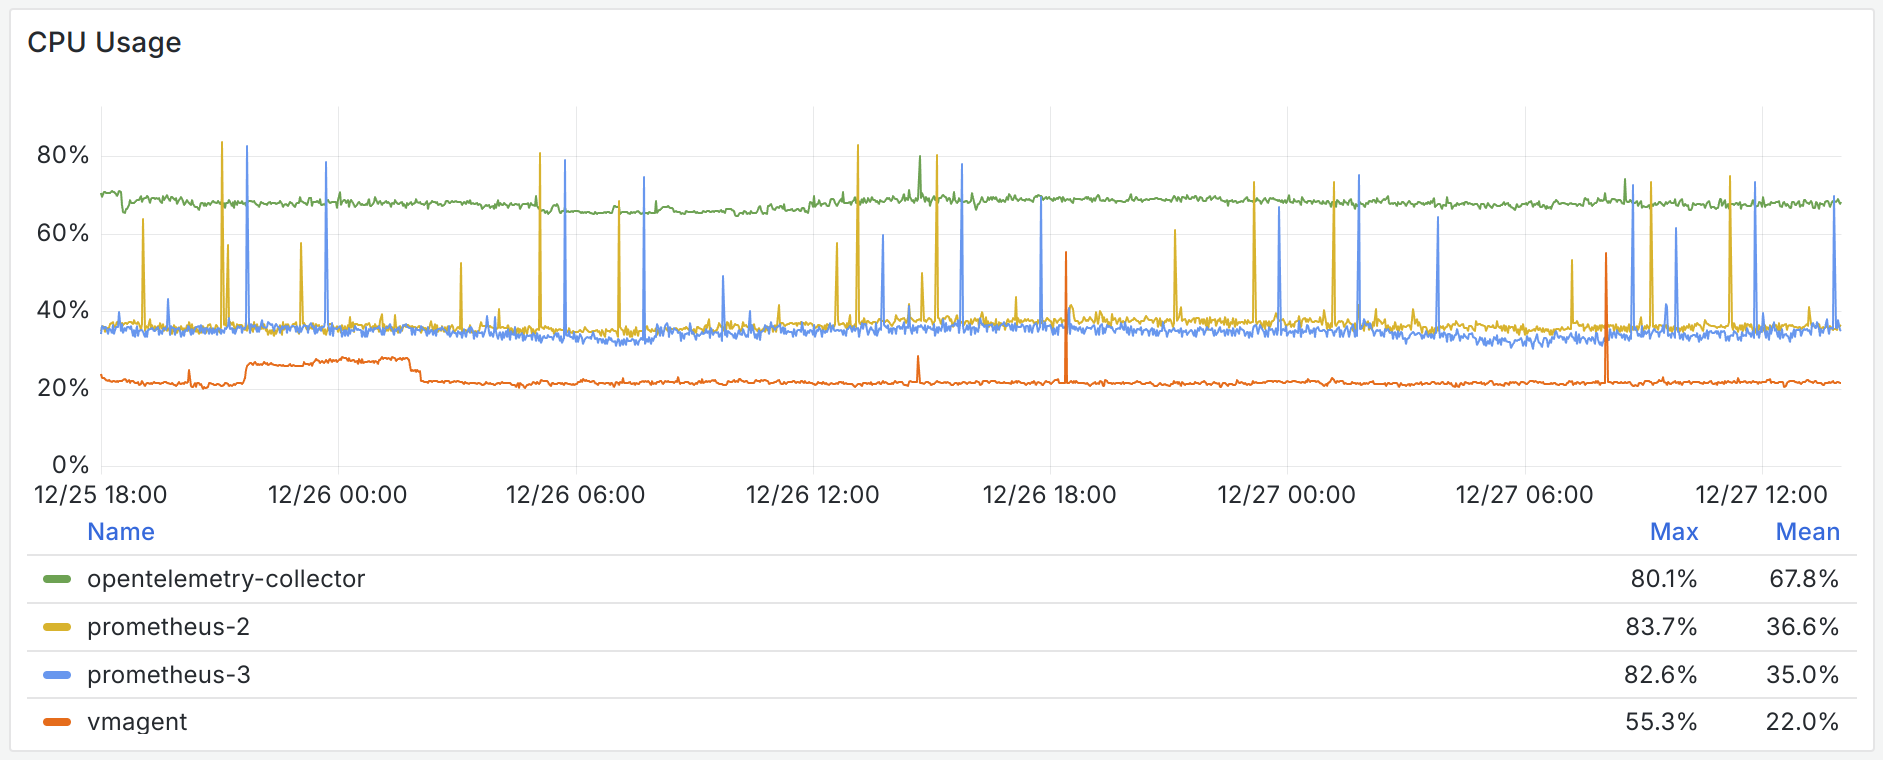 CPU Usage
80%
60%
40%
20%
0%
12/25 18:00 12/26 00:00 12/26 06:00 12/26 12:00 12/26 18:00 12/27 00:00 12/27 06:00 12/27 12:00
Name Max Mean
opentelemetry-collector 80.1% 67.8%
prometheus-2 83.7% 36.6%
prometheus-3 82.6% 35.0%
vmagent 55.3% 22.0%